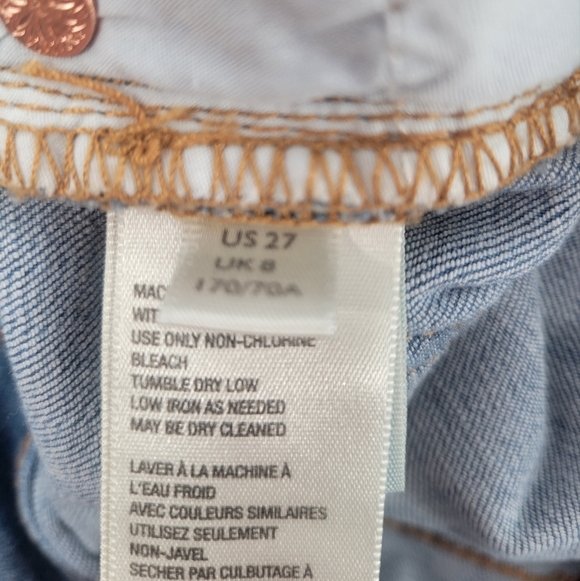 US 27
UK 8
170/70A
MAC
WIT
USE ONLY NON-CHLORINE
BLEACH
TUMBLE DRY LOW
LOW IRON AS NEEDED
MAY BE DRY CLEANED
LAVER À LA MACHINE À
L'EAU FROID
AVEC COULEURS SIMILAIRES
UTILISEZ SEULEMENT
NON-JAVEL
SECHER PAR CULBUTAGE À